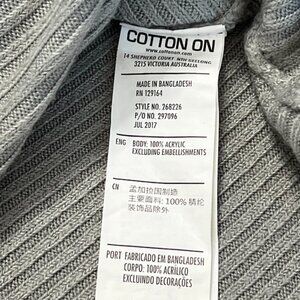 COTTON ON
www.cottonon.com
14 SHEPHERD COURT, NTH GEELONG
3215 VICTORIA AUSTRALIA
MADE IN BANGLADESH
RN 129164
STYLE NO. 268226
P/O NO. 297096
JUL 2017
ENG BODY: 100% ACRYLIC
EXCLUDING EMBELLISHMENTS
CN 孟加拉国制造
主要面料: 100% 腈纶
装饰品除外
PORT FABRICADO EM BANGLADESH
CORPO: 100% ACRÍLICO
EXCLUINDO DECORAÇÕES